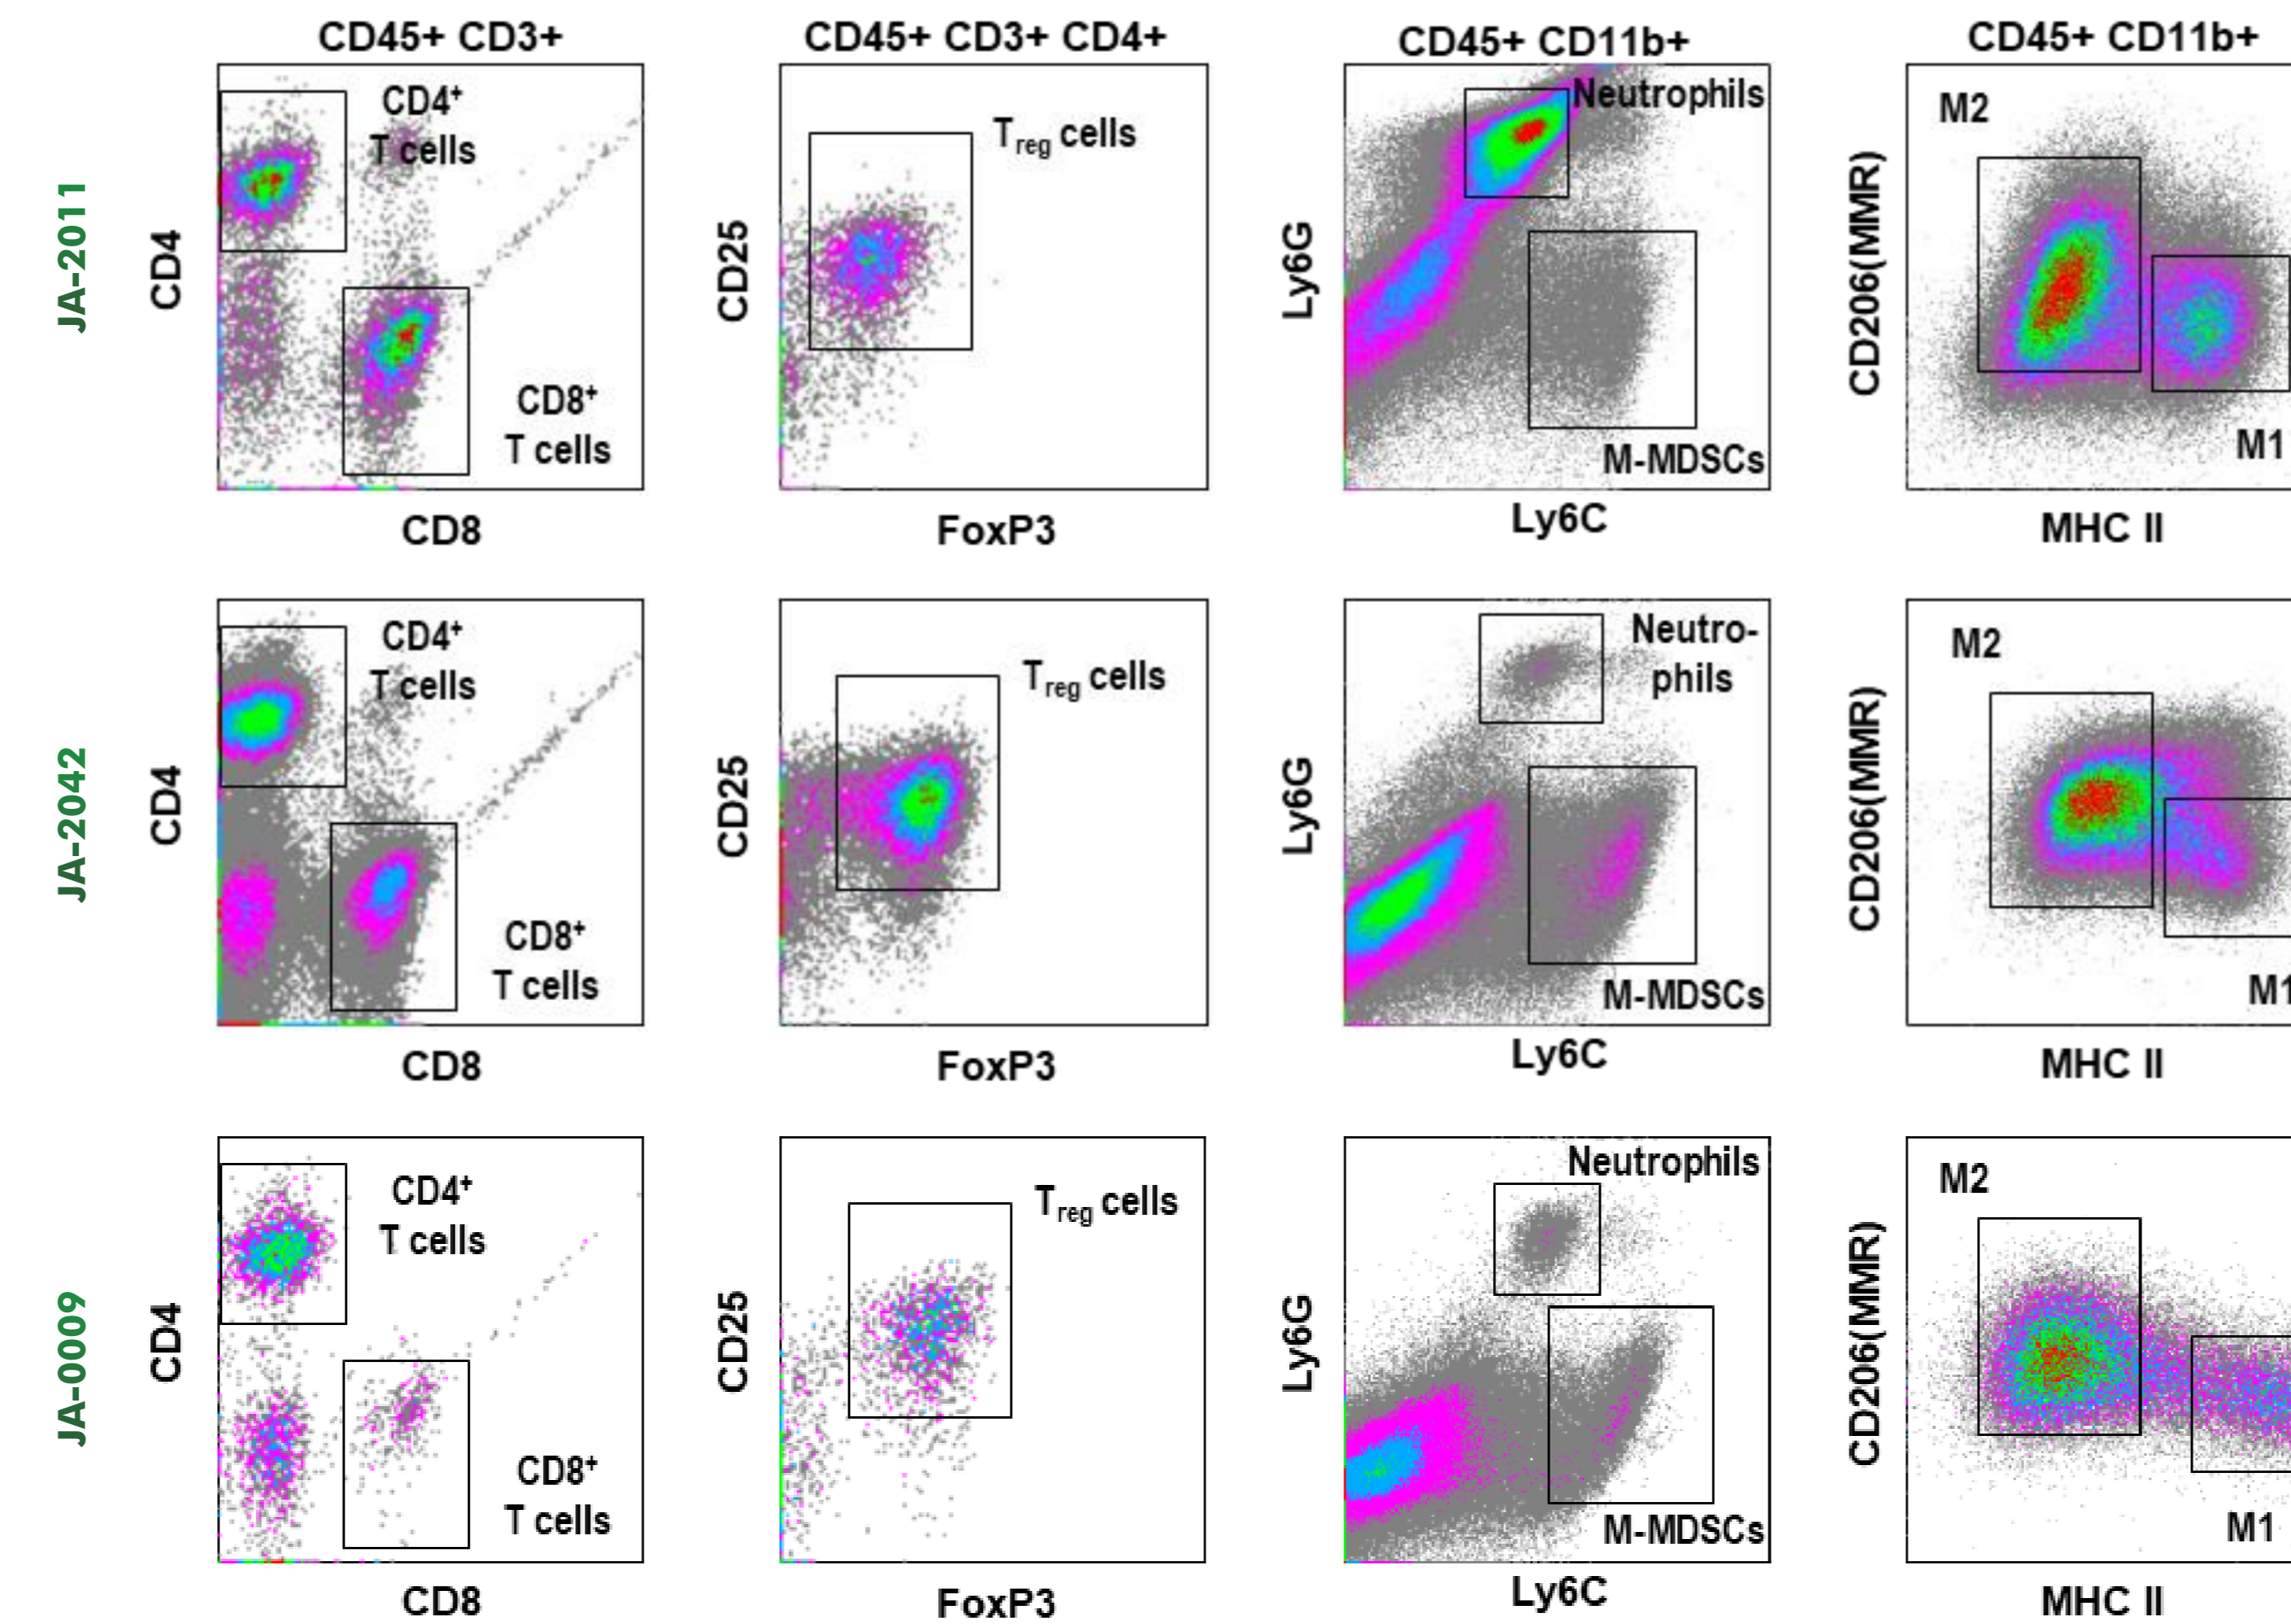 CD45+ CD3+
CD45+ CD3+ CD4+
CD45+ CD11b+
CD45+ CD11b+
JA-2011
CD4
CD4⁺
T cells
CD8⁺
T cells
CD8
CD25
T_reg cells
FoxP3
Ly6G
Neutrophils
M-MDSCs
Ly6C
CD206(MMR)
M2
M1
MHC II
JA-2042
CD4
CD4⁺
T cells
CD8⁺
T cells
CD8
CD25
T_reg cells
FoxP3
Ly6G
Neutro-
phils
M-MDSCs
Ly6C
CD206(MMR)
M2
M1
MHC II
JA-0009
CD4
CD4⁺
T cells
CD8⁺
T cells
CD8
CD25
T_reg cells
FoxP3
Ly6G
Neutrophils
M-MDSCs
Ly6C
CD206(MMR)
M2
M1
MHC II